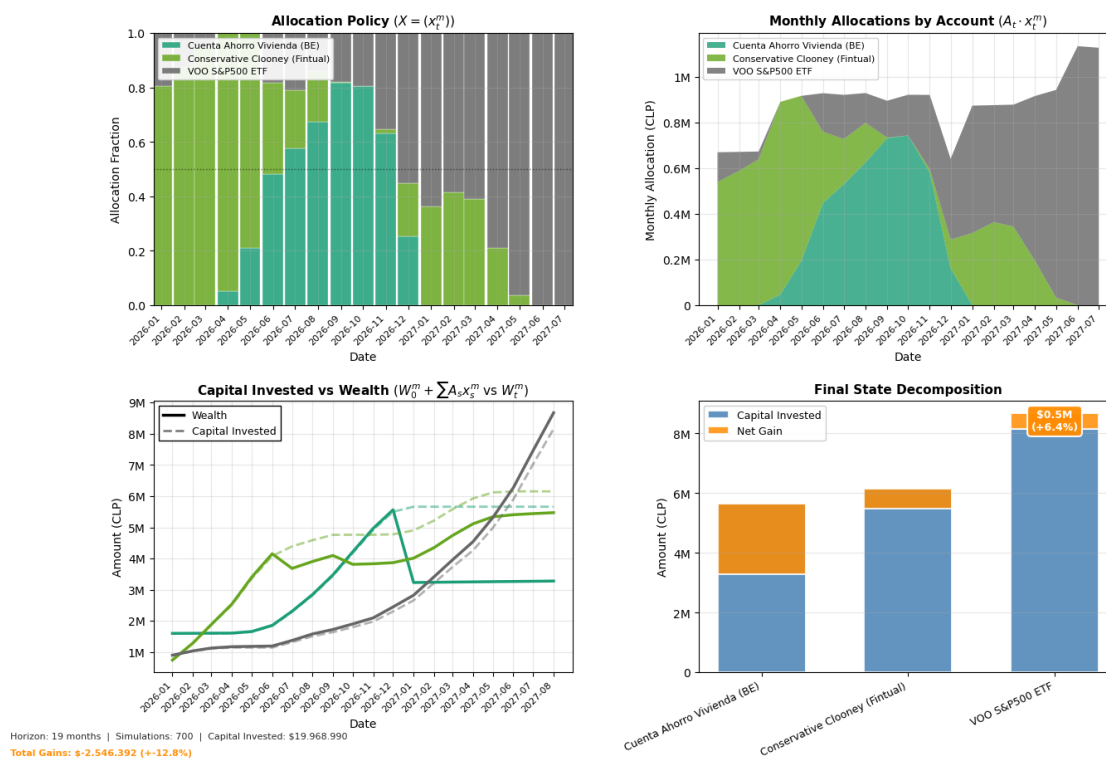 Allocation Policy (X = (x_t^m))
Cuenta Ahorro Vivienda (BE)
Conservative Clooney (Fintual)
VOO S&P500 ETF
Allocation Fraction
1.0
0.8
0.6
0.4
0.2
0.0
2026-01
2026-02
2026-03
2026-04
2026-05
2026-06
2026-07
2026-08
2026-09
2026-10
2026-11
2026-12
2027-01
2027-02
2027-03
2027-04
2027-05
2027-06
2027-07
Date
Monthly Allocations by Account (A_t · x_t^m)
Cuenta Ahorro Vivienda (BE)
Conservative Clooney (Fintual)
VOO S&P500 ETF
Monthly Allocation (CLP)
1M
0.8M
0.6M
0.4M
0.2M
0
2026-01
2026-02
2026-03
2026-04
2026-05
2026-06
2026-07
2026-08
2026-09
2026-10
2026-11
2026-12
2027-01
2027-02
2027-03
2027-04
2027-05
2027-06
2027-07
Date
Capital Invested vs Wealth (W_0^m + ∑A_s x_s^m vs W_t^m)
Wealth
Capital Invested
Amount (CLP)
9M
8M
7M
6M
5M
4M
3M
2M
1M
2026-01
2026-02
2026-03
2026-04
2026-05
2026-06
2026-07
2026-08
2026-09
2026-10
2026-11
2026-12
2027-01
2027-02
2027-03
2027-04
2027-05
2027-06
2027-07
2027-08
Date
Final State Decomposition
Capital Invested
Net Gain
$0.5M
(+6.4%)
Amount (CLP)
8M
6M
4M
2M
0
Cuenta Ahorro Vivienda (BE)
Conservative Clooney (Fintual)
VOO S&P500 ETF
Horizon: 19 months | Simulations: 700 | Capital Invested: $19.968.990
Total Gains: $-2.546.392 (+-12.8%)